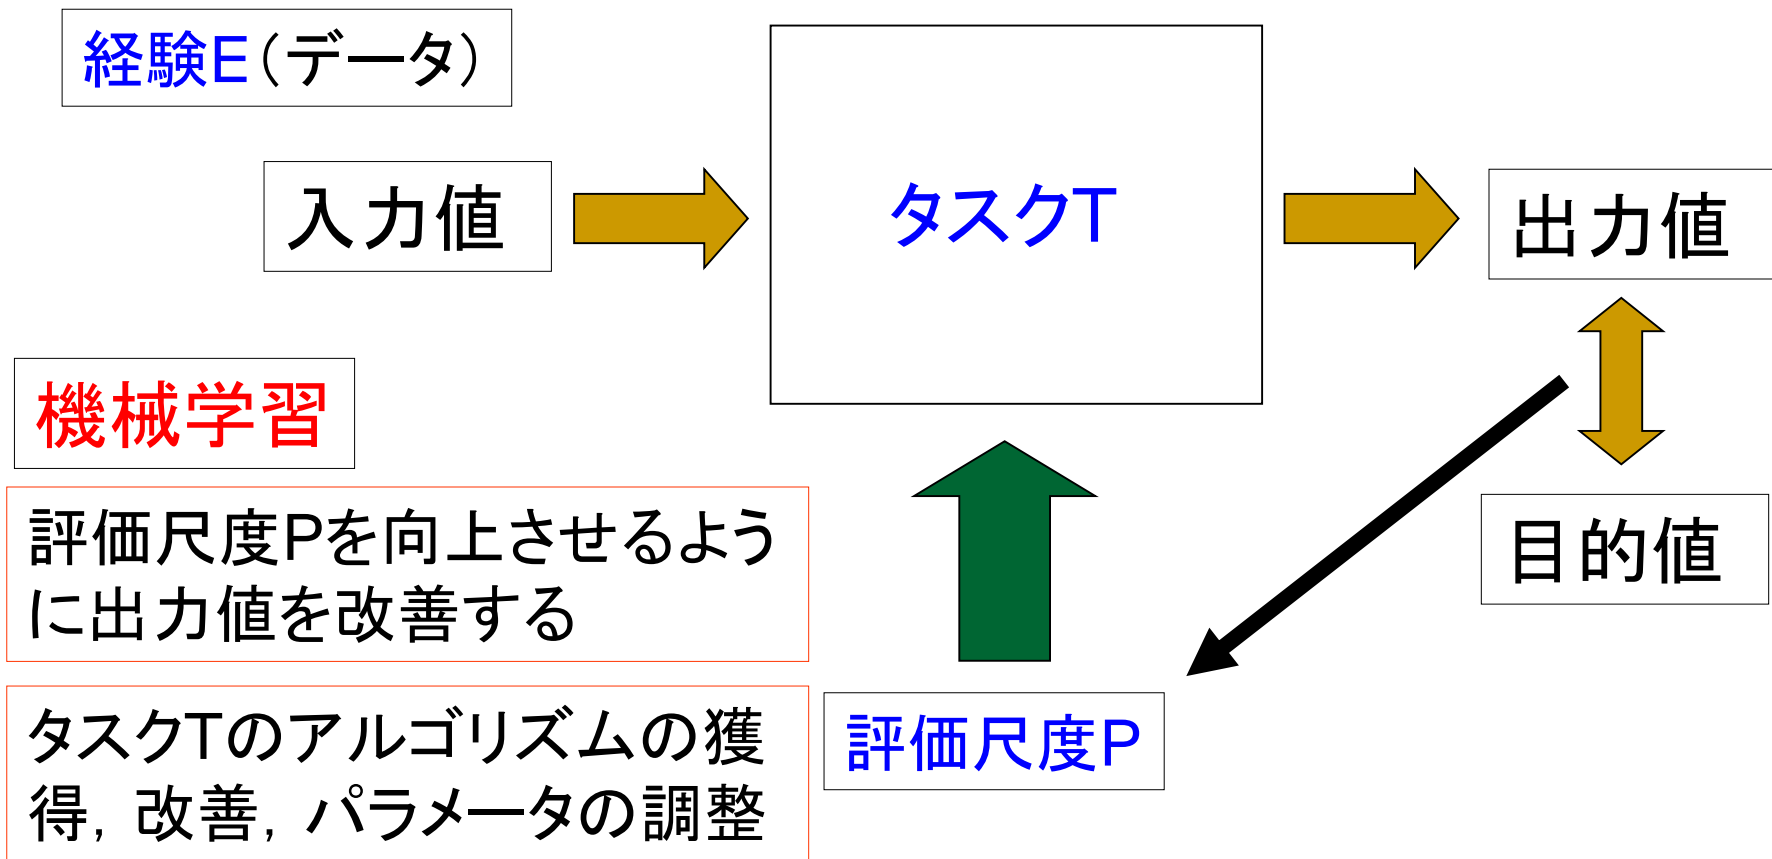 経験E(データ)
入力値
タスクT
出力値
機械学習
目的値
評価尺度Pを向上させるよう
に出力値を改善する
タスクTのアルゴリズムの獲
得,改善,パラメータの調整
評価尺度P